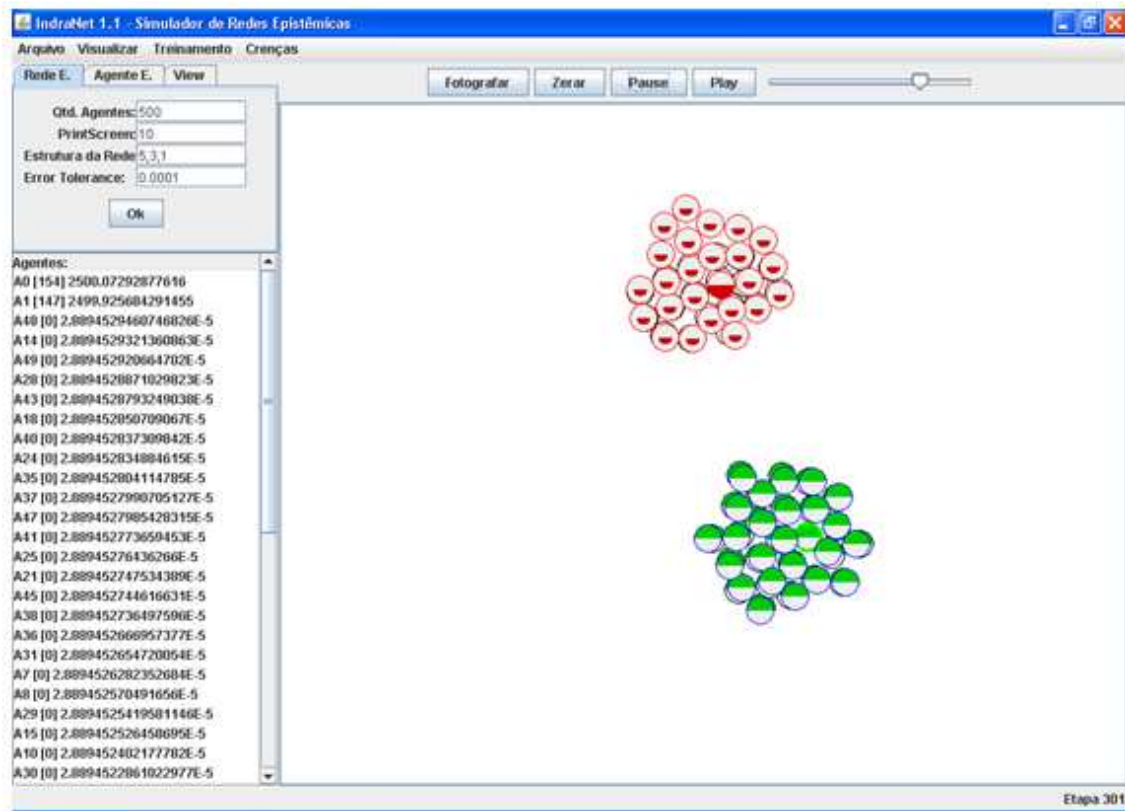 IndraNet 1.1 - Simulador de Redes Epistêmicas
Arquivo Visualizar Treinamento Crenças
Rede E. Agente E. View
Fotografar Zerar Pause Play
Qtd. Agentes: 500
PrintScreen: 10
Estrutura da Rede 5,3,1
Error Tolerance: 0.0001
Ok
Agentes:
A0 [154] 2500.07292877616
A1 [147] 2499.925684291455
A48 [0] 2.8894529460746826E-5
A14 [0] 2.8894529321360863E-5
A49 [0] 2.889452920664702E-5
A28 [0] 2.8894528871029823E-5
A43 [0] 2.8894528793249038E-5
A18 [0] 2.889452850709067E-5
A40 [0] 2.889452837309842E-5
A24 [0] 2.889452834884615E-5
A35 [0] 2.889452804114785E-5
A37 [0] 2.8894527990705127E-5
A47 [0] 2.8894527985428315E-5
A41 [0] 2.889452773659453E-5
A25 [0] 2.88945276436266E-5
A21 [0] 2.889452747534389E-5
A45 [0] 2.889452744616631E-5
A38 [0] 2.889452736497596E-5
A36 [0] 2.889452666957377E-5
A31 [0] 2.889452654720054E-5
A7 [0] 2.8894526282352684E-5
A8 [0] 2.889452570491656E-5
A29 [0] 2.8894525419581146E-5
A15 [0] 2.889452526458695E-5
A10 [0] 2.889452402177782E-5
A30 [0] 2.8894522861022977E-5
Etapa 301